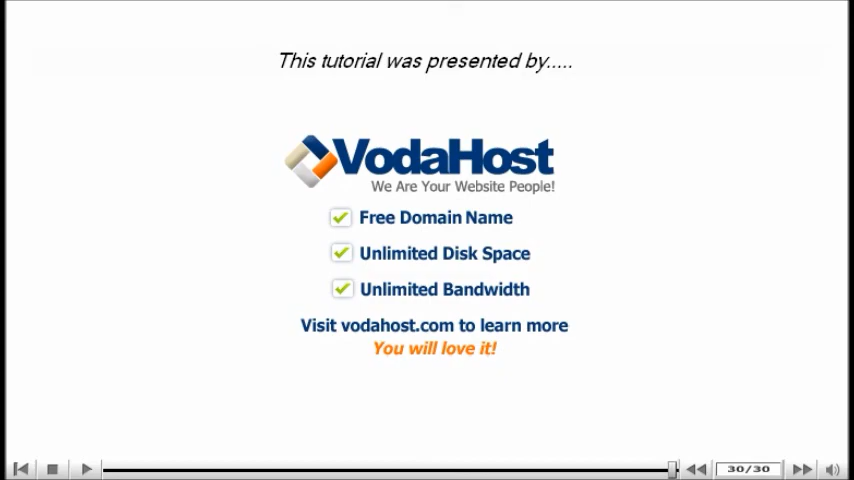 This tutorial was presented by.....
VodaHost
We Are Your Website People!
Free Domain Name
Unlimited Disk Space
Unlimited Bandwidth
Visit vodahost.com to learn more
You will love it!
30/30